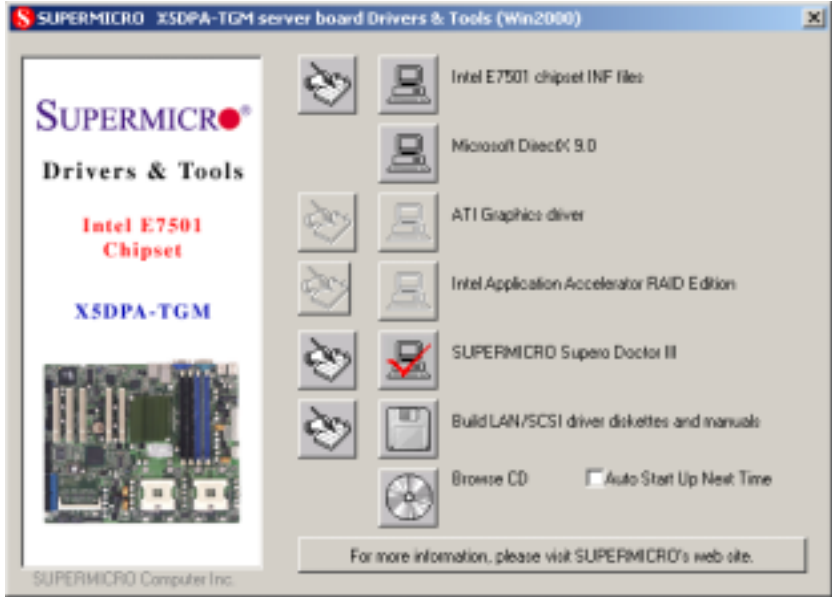 SUPERMICRO X5DPA-TGM server board Drivers & Tools (Win2000)
SUPERMICRO®
Drivers & Tools
Intel E7501
Chipset
X5DPA-TGM
SUPERMICRO Computer Inc.
Intel E7501 chipset INF files
Microsoft DirectX 9.0
ATI Graphics driver
Intel Application Accelerator RAID Edition
SUPERMICRO Supero Doctor III
Build LAN/SCSI driver diskettes and manuals
Browse CD
Auto Start Up Next Time
For more information, please visit SUPERMICRO's web site.